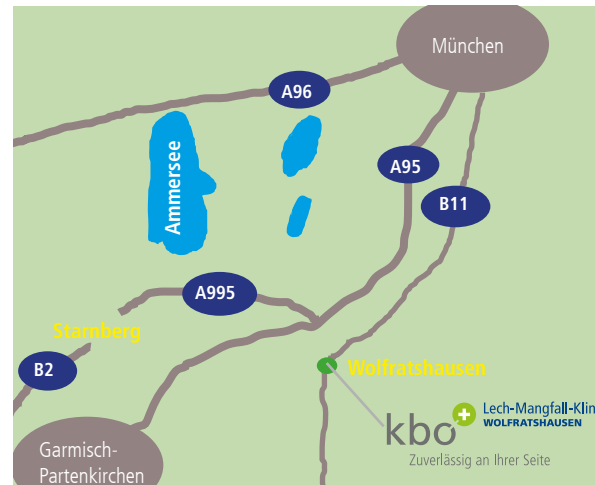 München
A96
A95
Ammersee
B11
A995
Starnberg
B2
Wolfratshausen
kbo
Lech-Mangfall-Klin
WOLFRATSHAUSEN
Zuverlässig an Ihrer Seite
Garmisch-
Partenkirchen